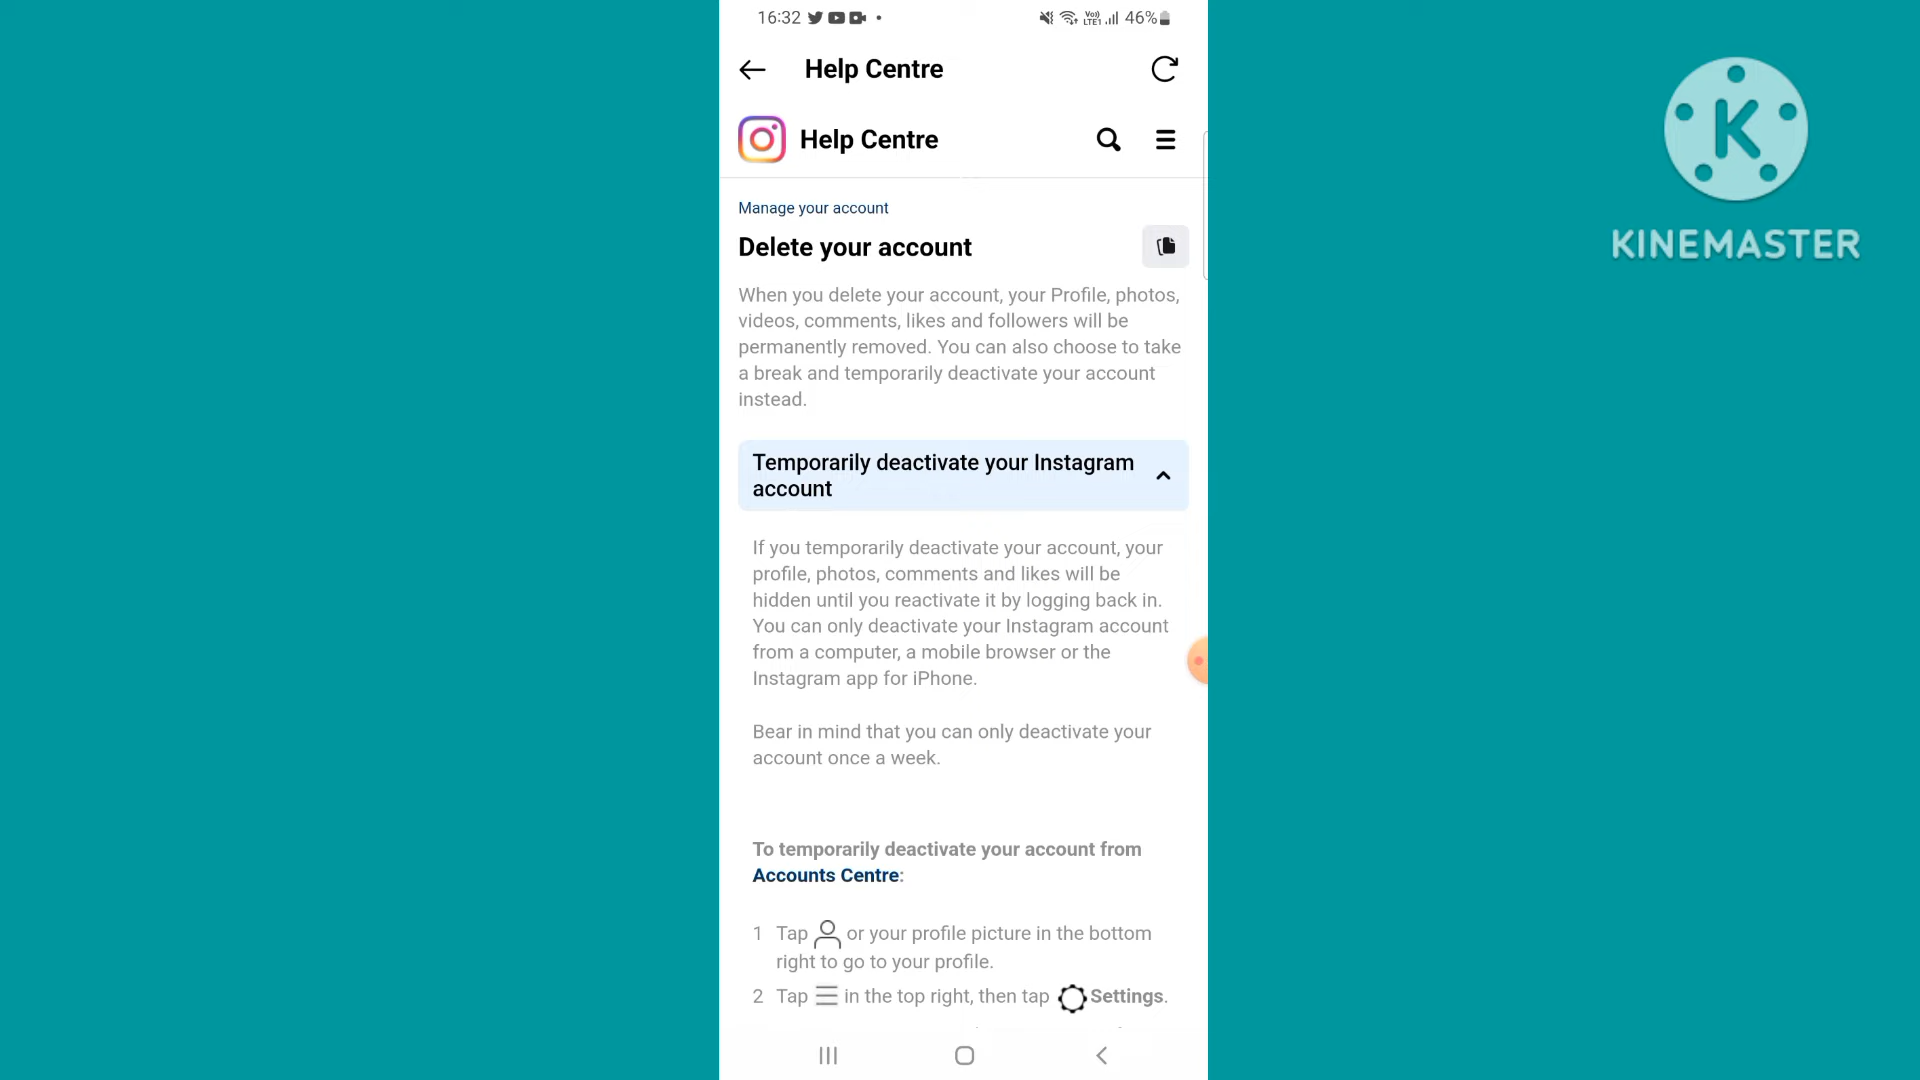 16:32
Vo))
LTE1
46%
Help Centre
Help Centre
Manage your account
Delete your account
When you delete your account, your Profile, photos,
videos, comments, likes and followers will be
permanently removed. You can also choose to take
a break and temporarily deactivate your account
instead.
Temporarily deactivate your Instagram
account
If you temporarily deactivate your account, your
profile, photos, comments and likes will be
hidden until you reactivate it by logging back in.
You can only deactivate your Instagram account
from a computer, a mobile browser or the
Instagram app for iPhone.
Bear in mind that you can only deactivate your
account once a week.
To temporarily deactivate your account from
Accounts Centre:
1 Tap or your profile picture in the bottom
right to go to your profile.
2 Tap in the top right, then tap Settings.
K
KINEMASTER